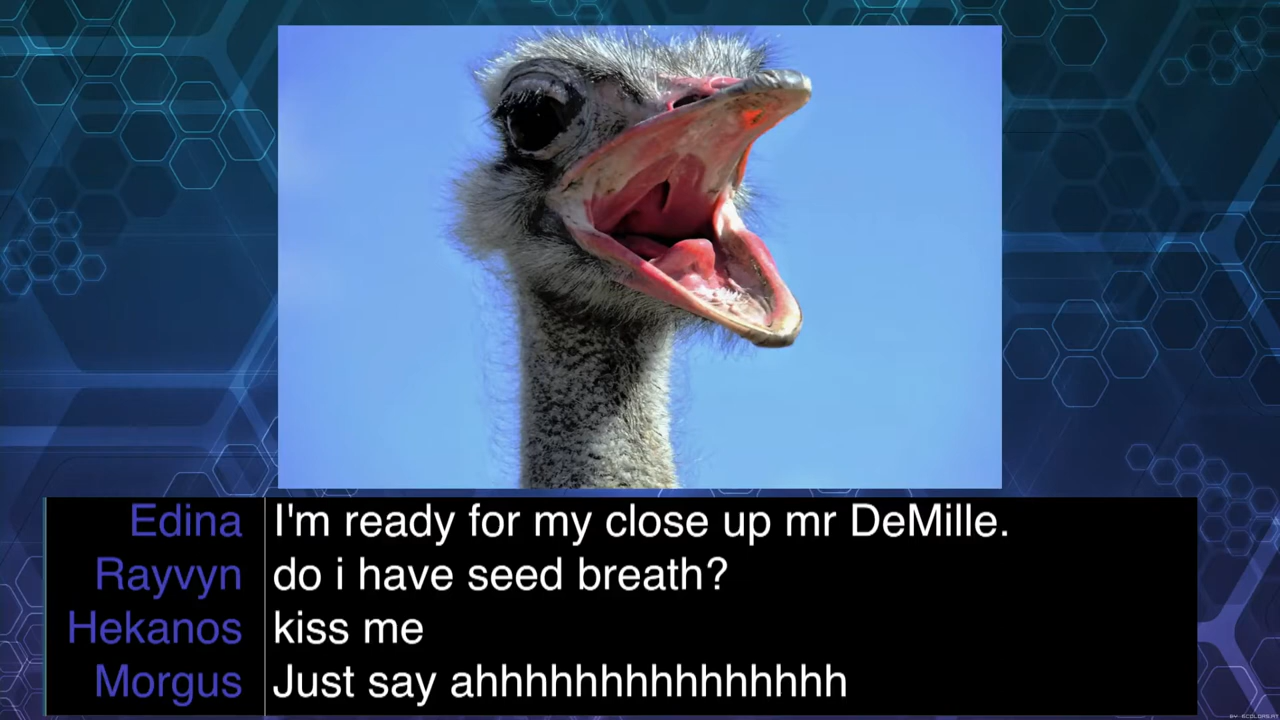 Edina I'm ready for my close up mr DeMille.
Rayvyn do i have seed breath?
Hekanos kiss me
Morgus Just say ahhhhhhhhhhhhhhhh